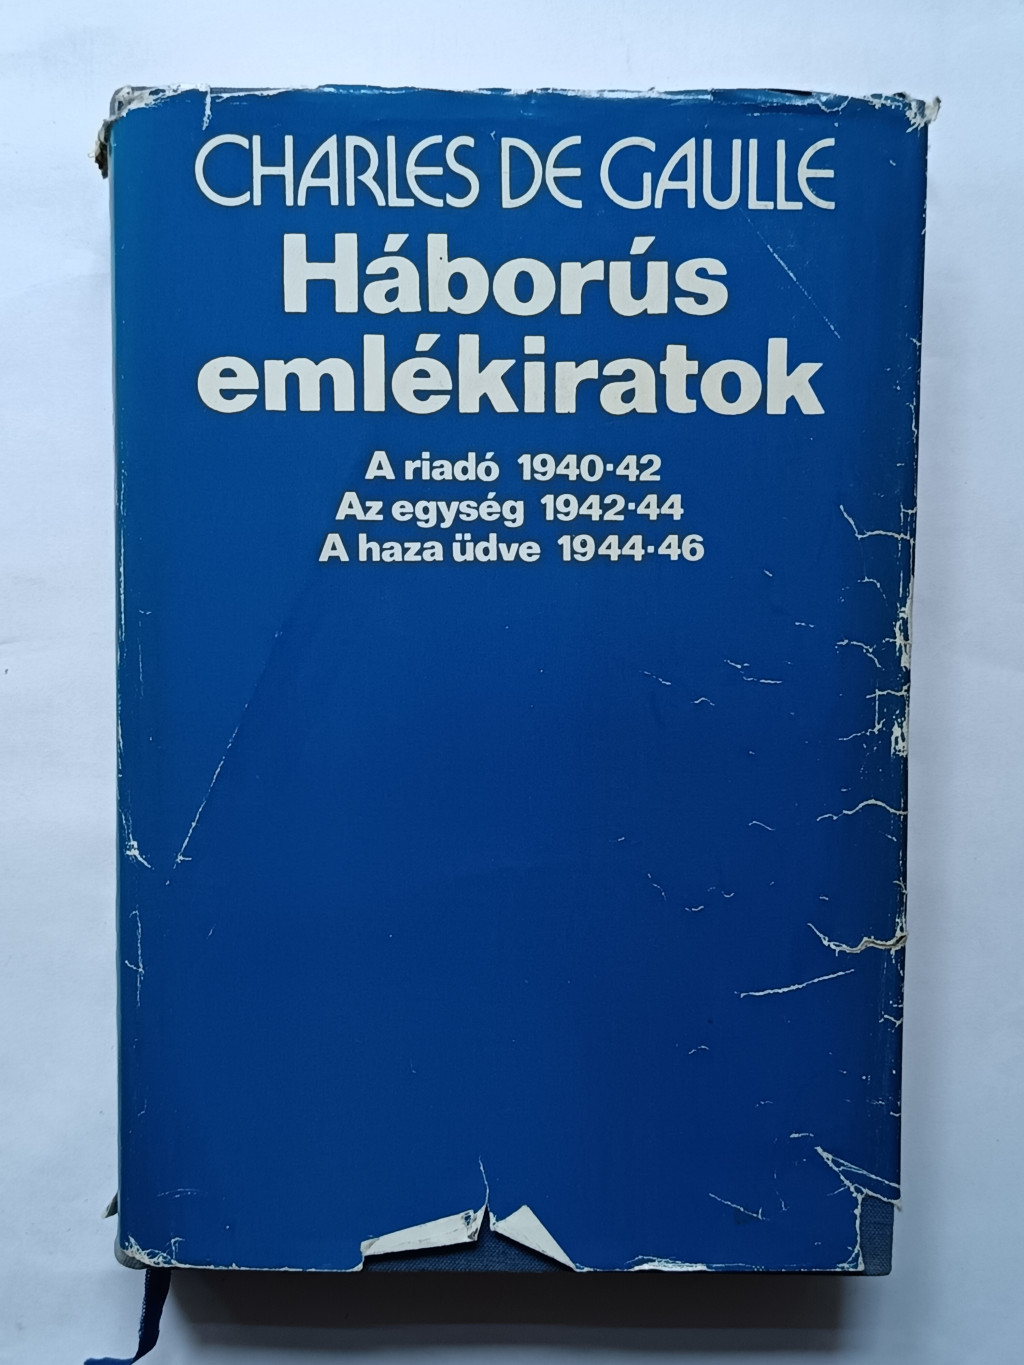 CHARLES DE GAULLE
Háborús
emlékiratok
A riadó 1940·42
Az egység 1942·44
A haza üdve 1944·46